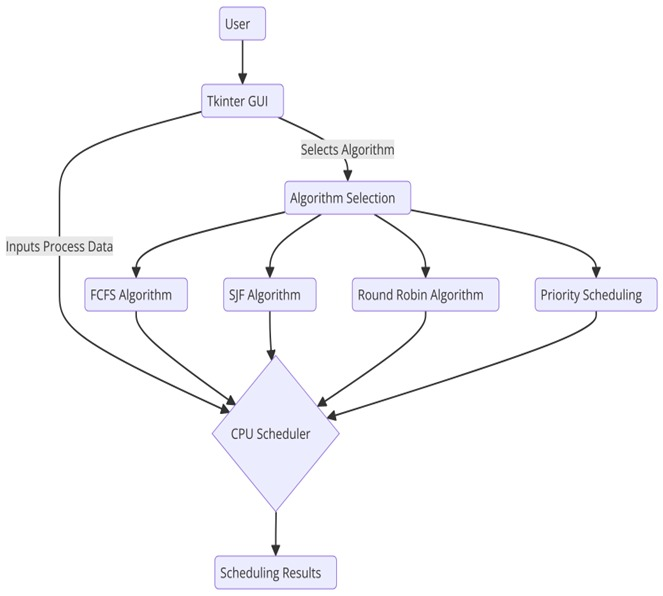 User
Tkinter GUI
Selects Algorithm
Algorithm Selection
Inputs Process Data
FCFS Algorithm
SJF Algorithm
Round Robin Algorithm
Priority Scheduling
CPU Scheduler
Scheduling Results